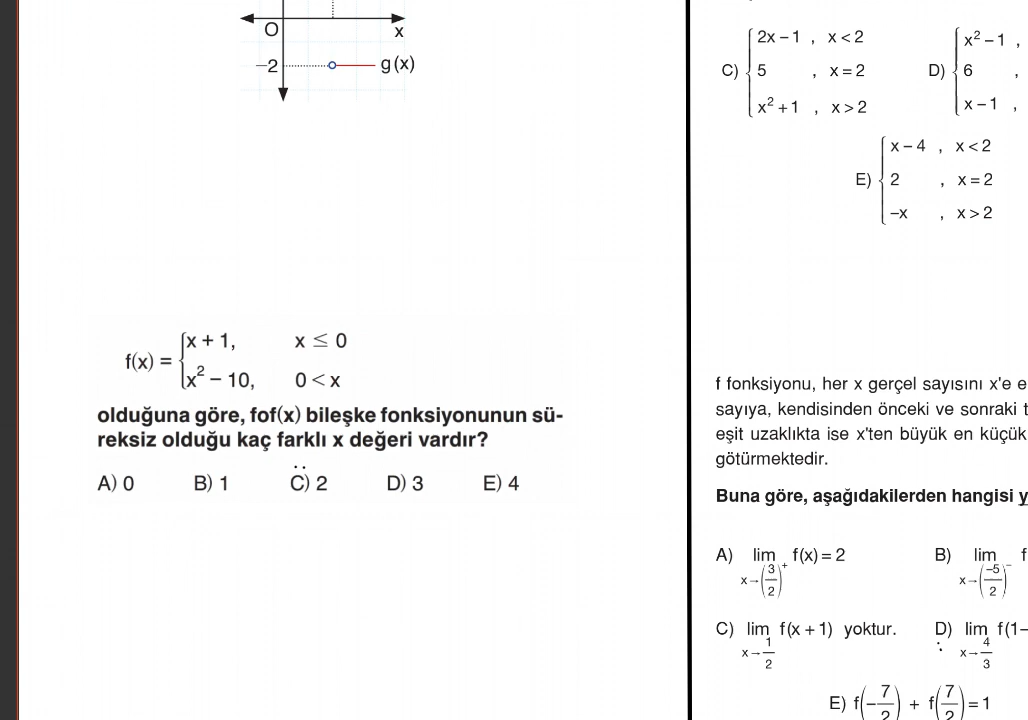 O
x
–2
g(x)
f(x) = {x + 1, x ≤ 0
x² – 10, 0 < x
olduğuna göre, fof(x) bileşke fonksiyonunun sü-
reksiz olduğu kaç farklı x değeri vardır?
A) 0 B) 1 C) 2 D) 3 E) 4
C) {2x – 1 , x < 2
5 , x = 2
x² + 1 , x > 2
D) {x² – 1 ,
6 ,
x – 1 ,
E) {x – 4 , x < 2
2 , x = 2
–x , x > 2
f fonksiyonu, her x gerçel sayısını x'e e
sayıya, kendisinden önceki ve sonraki t
eşit uzaklıkta ise x'ten büyük en küçük
götürmektedir.
Buna göre, aşağıdakilerden hangisi y
A) lim x→(3/2)⁺ f(x) = 2
B) lim x→(–5/2)⁻ f
C) lim x→1/2 f(x + 1) yoktur.
D) lim x→4/3 f(1–
E) f(–7/2) + f(7/2) = 1